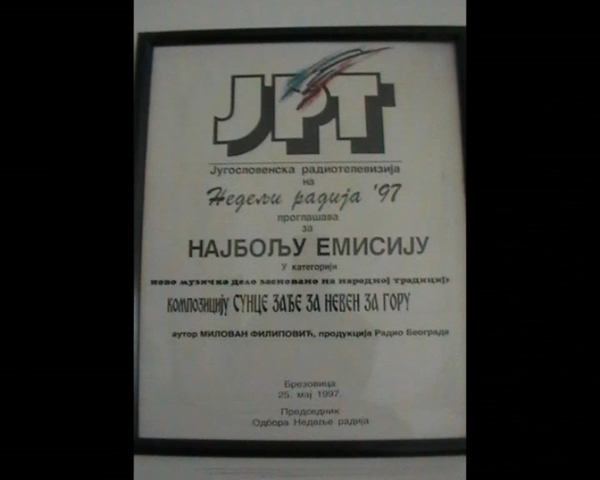 ЈРТ
Југословенска радиотелевизија
на
Недељи радија '97
проглашава
за
НАЈБОЉУ ЕМИСИЈУ
У категорији
ново музичко дело засновано на народној традицији
композицију СУНЦЕ ЗАЂЕ ЗА НЕВЕН ЗА ГОРУ
аутор МИЛОВАН ФИЛИПОВИЋ, продукција Радио Београда
Брезовица
25. мај 1997.
Председник
Одбора Недеље радија